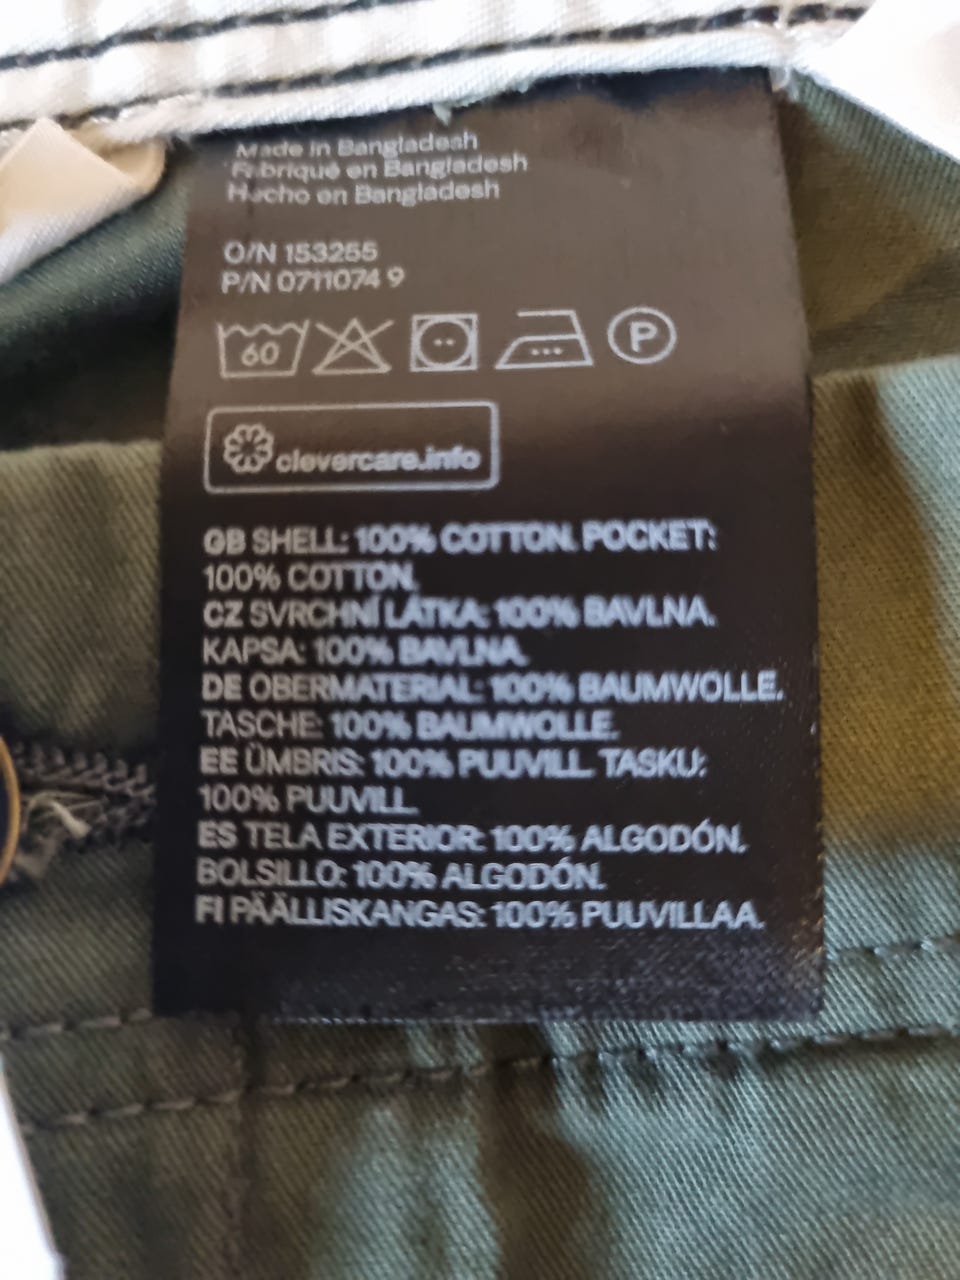 Made in Bangladesh
Fabriqué en Bangladesh
Hecho en Bangladesh
O/N 153255
P/N 0711074 9
60
P
clevercare.info
GB SHELL: 100% COTTON. POCKET:
100% COTTON.
CZ SVRCHNÍ LÁTKA: 100% BAVLNA.
KAPSA: 100% BAVLNA.
DE OBERMATERIAL: 100% BAUMWOLLE.
TASCHE: 100% BAUMWOLLE.
EE ÜMBRIS: 100% PUUVILL. TASKU:
100% PUUVILL.
ES TELA EXTERIOR: 100% ALGODÓN.
BOLSILLO: 100% ALGODÓN.
FI PÄÄLLISKANGAS: 100% PUUVILLAA.